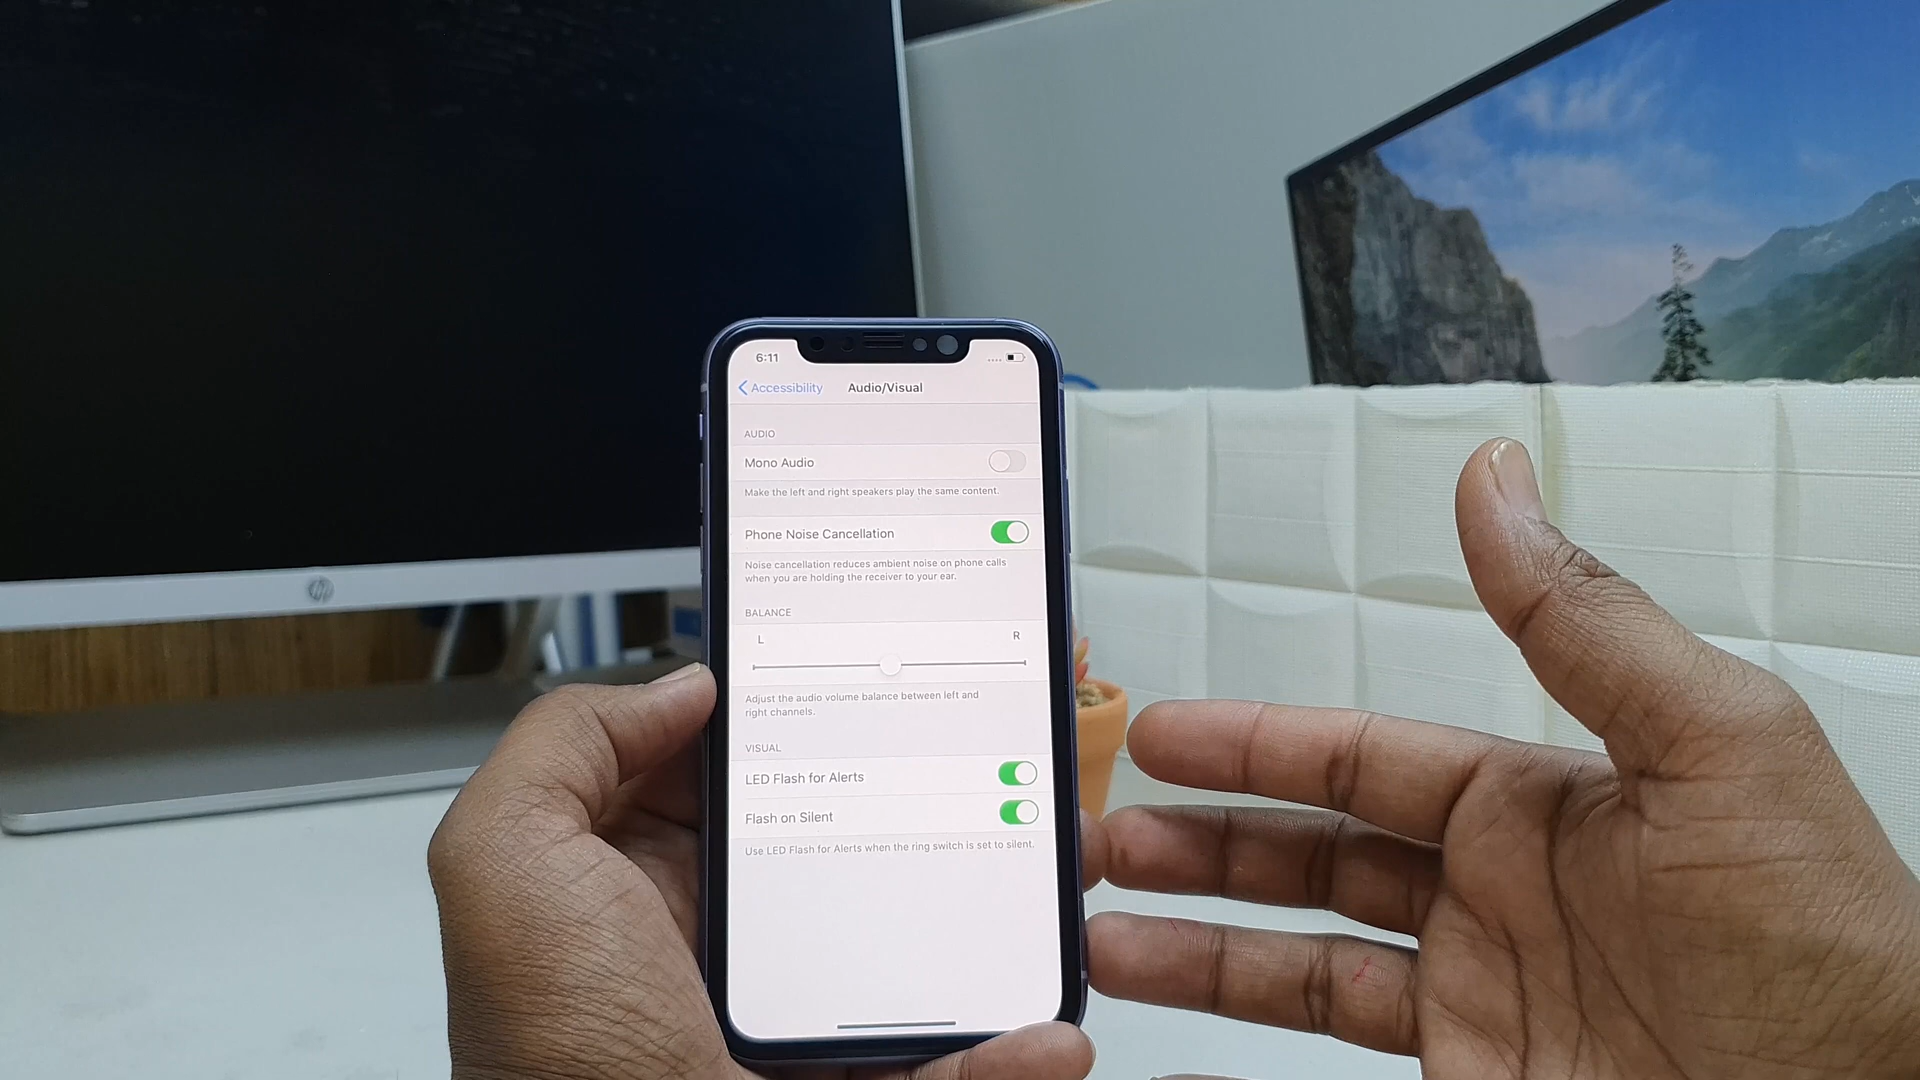 hp
6:11
Accessibility
Audio/Visual
AUDIO
Mono Audio
Make the left and right speakers play the same content.
Phone Noise Cancellation
Noise cancellation reduces ambient noise on phone calls
when you are holding the receiver to your ear.
BALANCE
L
R
Adjust the audio volume balance between left and
right channels.
VISUAL
LED Flash for Alerts
Flash on Silent
Use LED Flash for Alerts when the ring switch is set to silent.